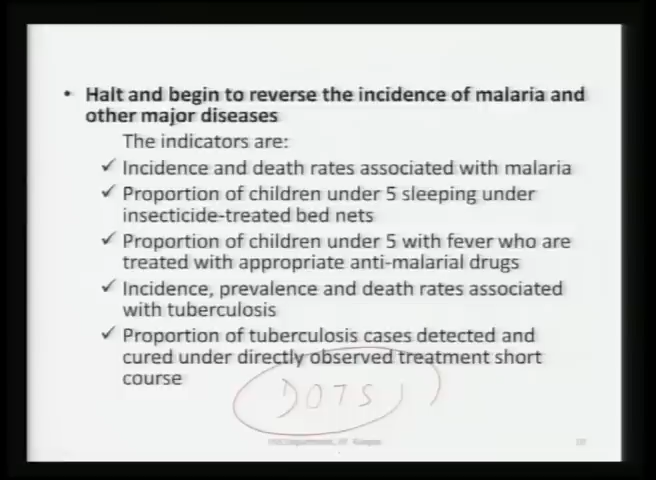 • Halt and begin to reverse the incidence of malaria and
other major diseases
The indicators are:
✓ Incidence and death rates associated with malaria
✓ Proportion of children under 5 sleeping under
insecticide-treated bed nets
✓ Proportion of children under 5 with fever who are
treated with appropriate anti-malarial drugs
✓ Incidence, prevalence and death rates associated
with tuberculosis
✓ Proportion of tuberculosis cases detected and
cured under directly observed treatment short
course
DOTS